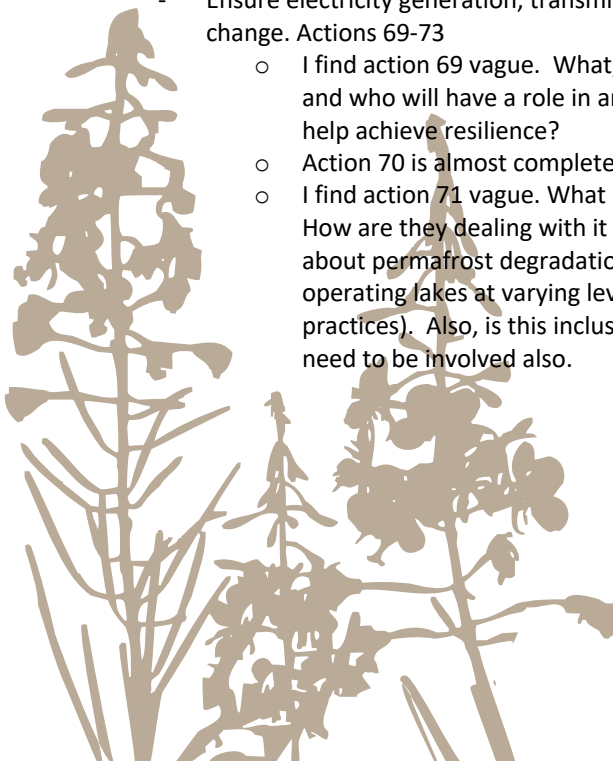 - Ensure electricity generation, transmi
change. Actions 69-73
o I find action 69 vague. What,
and who will have a role in an
help achieve resilience?
o Action 70 is almost complete
o I find action 71 vague. What
How are they dealing with it
about permafrost degradatio
operating lakes at varying lev
practices). Also, is this inclus
need to be involved also.